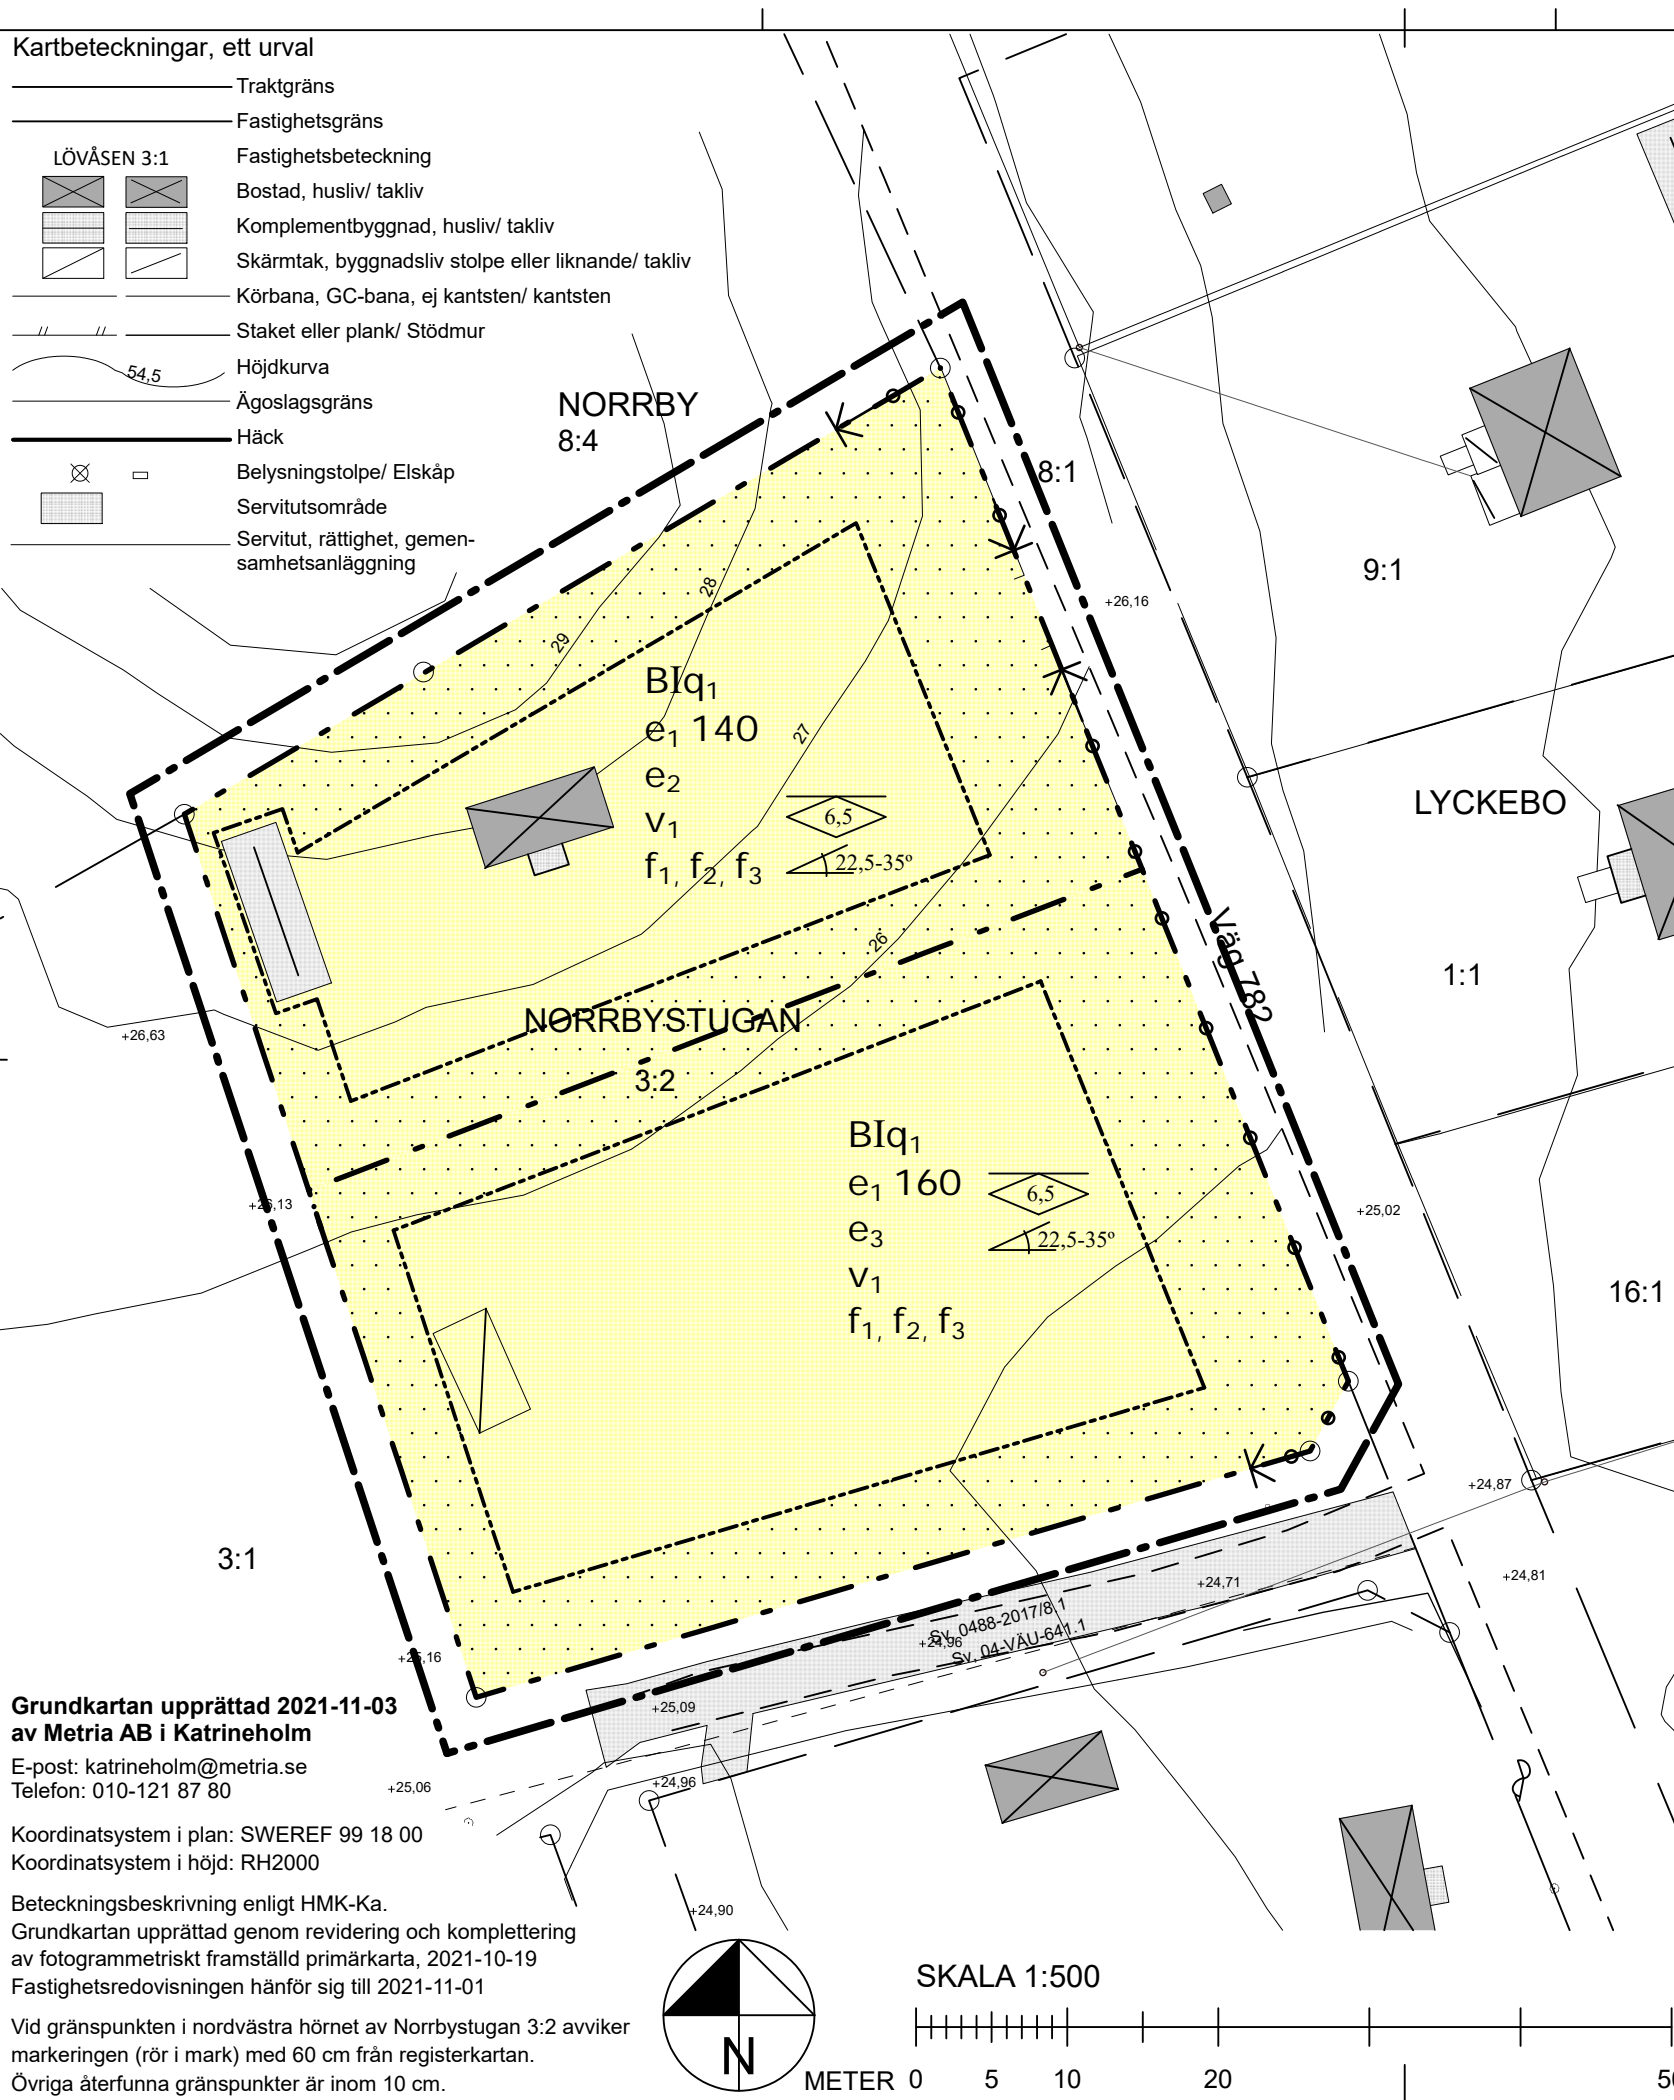 Kartbeteckningar, ett urval
Traktgräns
Fastighetsgräns
LÖVÅSEN 3:1 Fastighetsbeteckning
Bostad, husliv/ takliv
Komplementbyggnad, husliv/ takliv
Skärmtak, byggnadsliv stolpe eller liknande/ takliv
Körbana, GC-bana, ej kantsten/ kantsten
Staket eller plank/ Stödmur
54,5 Höjdkurva
Ägoslagsgräns
Häck
Belysningstolpe/ Elskåp
Servitutsområde
Servitut, rättighet, gemen-
samhetsanläggning
NORRBY
8:4
8:1
9:1
+26,16
29
28
27
26
BIq1
e1 140
e2
v1
f1, f2, f3
6,5
22,5-35º
LYCKEBO
1:1
Väg 782
NORRBYSTUGAN
3:2
+26,63
+26,13
BIq1
e1 160
e3
v1
f1, f2, f3
6,5
22,5-35º
+25,02
16:1
3:1
+24,87
+24,81
+24,71
Sv, 0488-2017/8.1
Sv, 04-VÄU-641.1
+24,96
+25,16
+25,09
+25,06
+24,96
+24,90
Grundkartan upprättad 2021-11-03
av Metria AB i Katrineholm
E-post: katrineholm@metria.se
Telefon: 010-121 87 80
Koordinatsystem i plan: SWEREF 99 18 00
Koordinatsystem i höjd: RH2000
Beteckningsbeskrivning enligt HMK-Ka.
Grundkartan upprättad genom revidering och komplettering
av fotogrammetriskt framställd primärkarta, 2021-10-19
Fastighetsredovisningen hänför sig till 2021-11-01
Vid gränspunkten i nordvästra hörnet av Norrbystugan 3:2 avviker
markeringen (rör i mark) med 60 cm från registerkartan.
Övriga återfunna gränspunkter är inom 10 cm.
N
SKALA 1:500
METER 0 5 10 20